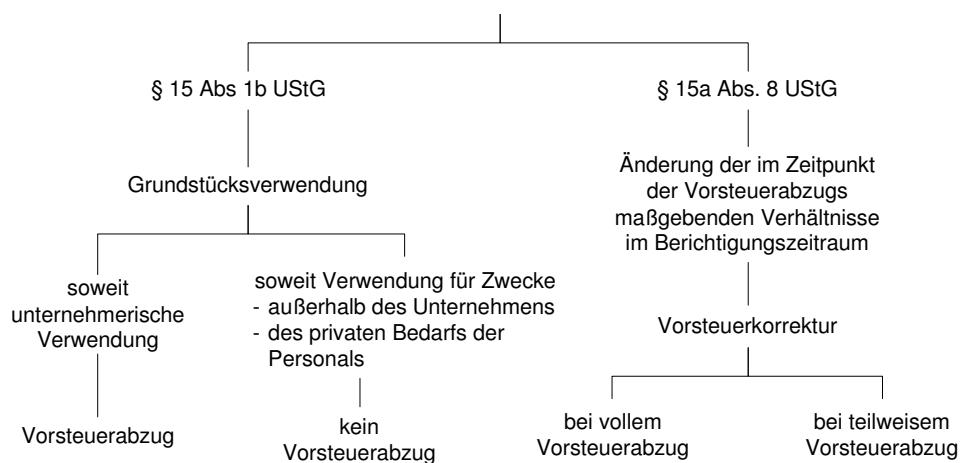 § 15 Abs 1b UStG
§ 15a Abs. 8 UStG
Grundstücksverwendung
Änderung der im Zeitpunkt
der Vorsteuerabzugs
maßgebenden Verhältnisse
im Berichtigungszeitraum
soweit
unternehmerische
Verwendung
soweit Verwendung für Zwecke
- außerhalb des Unternehmens
- des privaten Bedarfs der
Personals
Vorsteuerkorrektur
Vorsteuerabzug
kein
Vorsteuerabzug
bei vollem
Vorsteuerabzug
bei teilweisem
Vorsteuerabzug